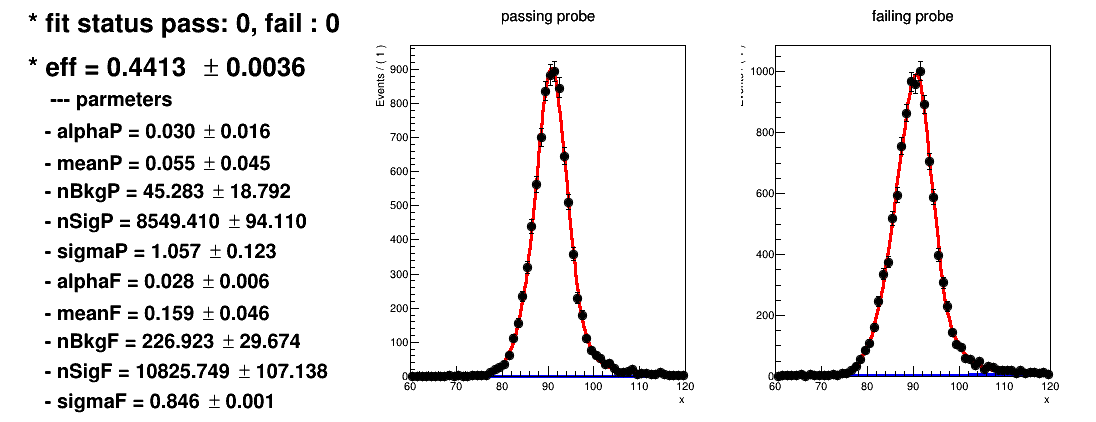 * fit status pass: 0, fail : 0
* eff = 0.4413 ± 0.0036
--- parmeters
- alphaP = 0.030 ± 0.016
- meanP = 0.055 ± 0.045
- nBkgP = 45.283 ± 18.792
- nSigP = 8549.410 ± 94.110
- sigmaP = 1.057 ± 0.123
- alphaF = 0.028 ± 0.006
- meanF = 0.159 ± 0.046
- nBkgF = 226.923 ± 29.674
- nSigF = 10825.749 ± 107.138
- sigmaF = 0.846 ± 0.001
passing probe
Events / ( 1 )
900
800
700
600
500
400
300
200
100
0
60 70 80 90 100 110 120
x
failing probe
1000
800
600
400
200
0
60 70 80 90 100 110 120
x